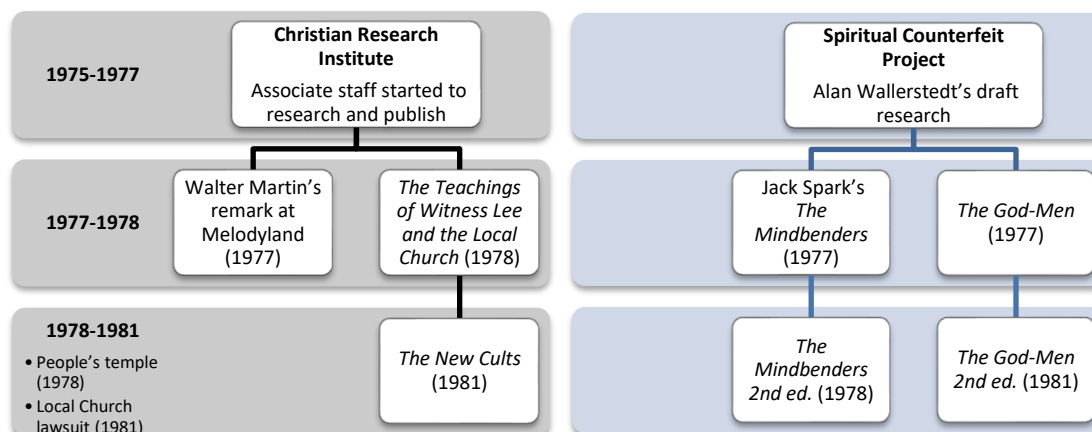 1975-1977
Christian Research
Institute
Associate staff started to
research and publish
Spiritual Counterfeit
Project
Alan Wallerstedt’s draft
research
1977-1978
Walter Martin’s
remark at
Melodyland
(1977)
The Teachings
of Witness Lee
and the Local
Church (1978)
Jack Spark’s
The
Mindbenders
(1977)
The God-Men
(1977)
1978-1981
• People’s temple
(1978)
• Local Church
lawsuit (1981)
The New Cults
(1981)
The
Mindbenders
2nd ed. (1978)
The God-Men
2nd ed. (1981)